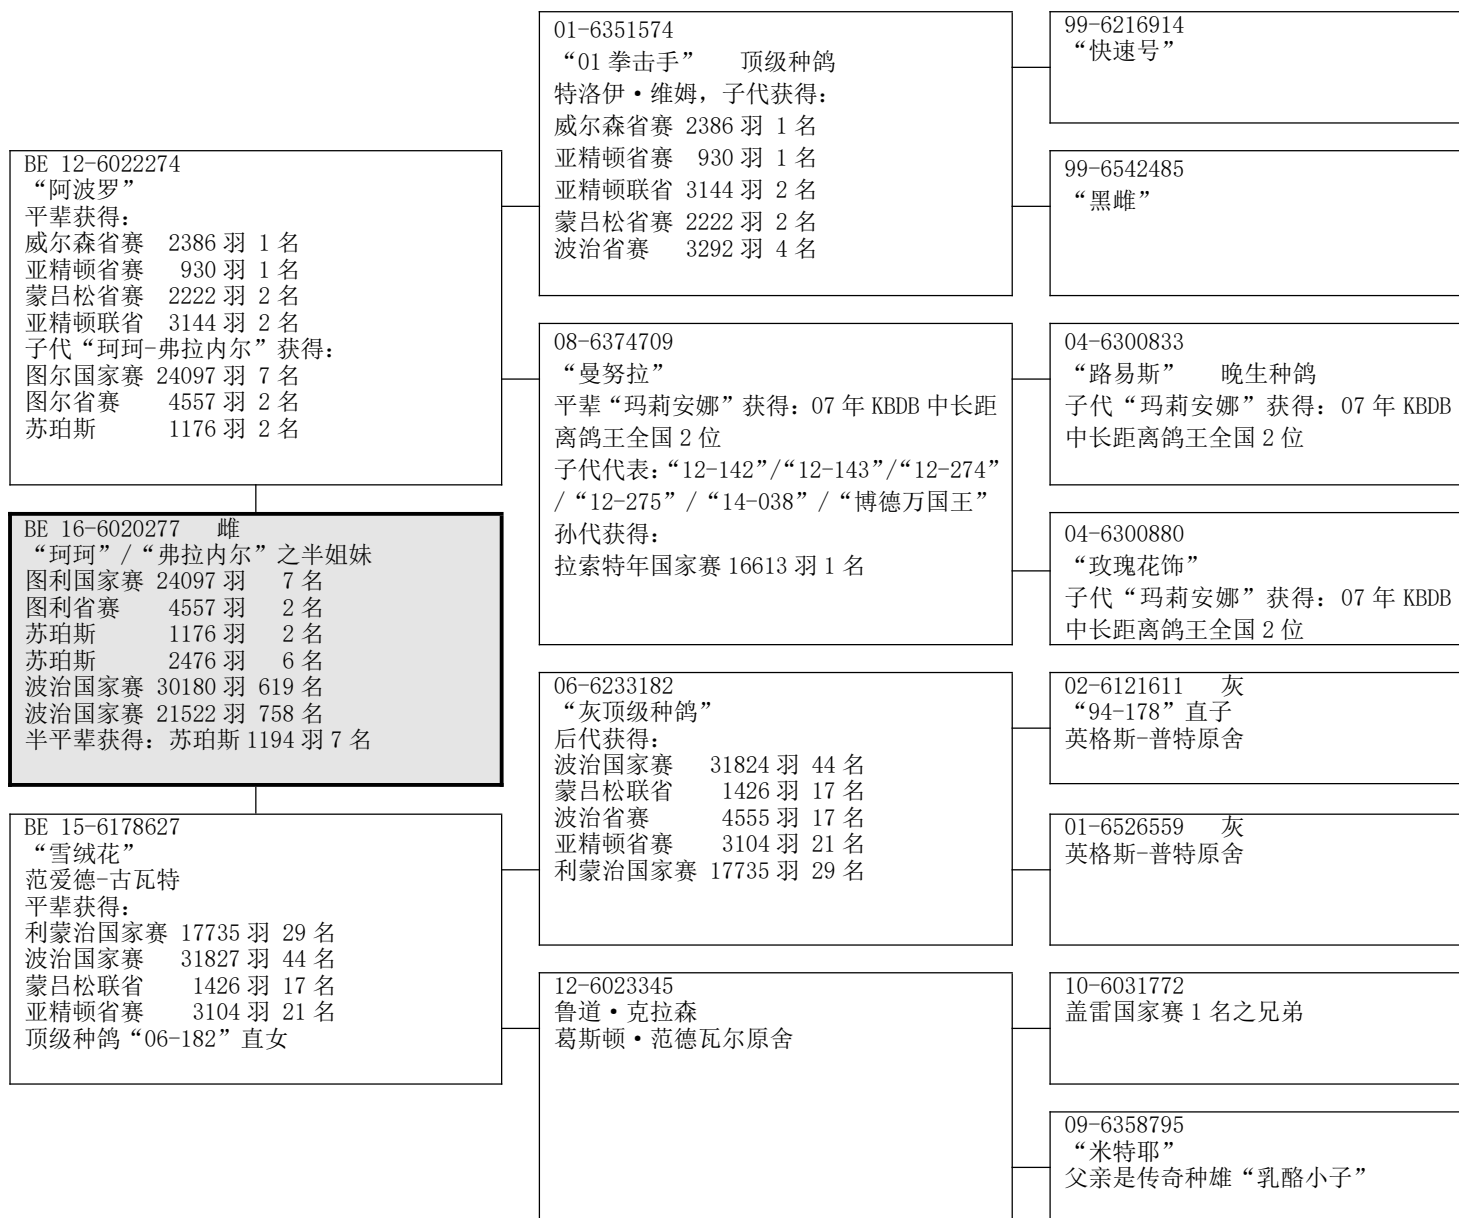 BE 12-6022274
“阿波罗”
平辈获得：
威尔森省赛 2386 羽 1 名
亚精顿省赛 930 羽 1 名
蒙吕松省赛 2222 羽 2 名
亚精顿联省 3144 羽 2 名
子代“珂珂-弗拉内尔”获得：
图尔国家赛 24097 羽 7 名
图尔省赛 4557 羽 2 名
苏珀斯 1176 羽 2 名
BE 16-6020277 雌
“珂珂”/“弗拉内尔”之半姐妹
图利国家赛 24097 羽 7 名
图利省赛 4557 羽 2 名
苏珀斯 1176 羽 2 名
苏珀斯 2476 羽 6 名
波治国家赛 30180 羽 619 名
波治国家赛 21522 羽 758 名
半平辈获得：苏珀斯 1194 羽 7 名
BE 15-6178627
“雪绒花”
范爱德-古瓦特
平辈获得：
利蒙治国家赛 17735 羽 29 名
波治国家赛 31827 羽 44 名
蒙吕松联省 1426 羽 17 名
亚精顿省赛 3104 羽 21 名
顶级种鸽“06-182”直女
01-6351574
“01 拳击手” 顶级种鸽
特洛伊·维姆，子代获得：
威尔森省赛 2386 羽 1 名
亚精顿省赛 930 羽 1 名
亚精顿联省 3144 羽 2 名
蒙吕松省赛 2222 羽 2 名
波治省赛 3292 羽 4 名
08-6374709
“曼努拉”
平辈“玛莉安娜”获得：07 年 KBDB 中长距
离鸽王全国 2 位
子代代表：“12-142”/“12-143”/“12-274”
/“12-275”/“14-038”/“博德万国王”
孙代获得：
拉索特年国家赛 16613 羽 1 名
06-6233182
“灰顶级种鸽”
后代获得：
波治国家赛 31824 羽 44 名
蒙吕松联省 1426 羽 17 名
波治省赛 4555 羽 17 名
亚精顿省赛 3104 羽 21 名
利蒙治国家赛 17735 羽 29 名
12-6023345
鲁道·克拉森
葛斯顿·范德瓦尔原舍
99-6216914
“快速号”
99-6542485
“黑雌”
04-6300833
“路易斯” 晚生种鸽
子代“玛莉安娜”获得：07 年 KBDB
中长距离鸽王全国 2 位
04-6300880
“玫瑰花饰”
子代“玛莉安娜”获得：07 年 KBDB
中长距离鸽王全国 2 位
02-6121611 灰
“94-178”直子
英格斯-普特原舍
01-6526559 灰
英格斯-普特原舍
10-6031772
盖雷国家赛 1 名之兄弟
09-6358795
“米特耶”
父亲是传奇种雄“乳酪小子”